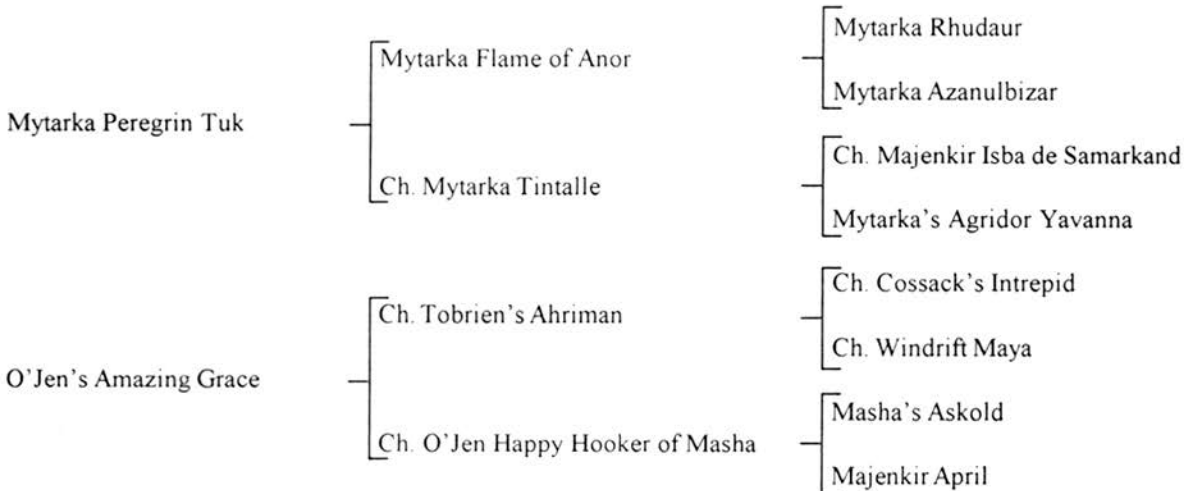 Mytarka Rhudaur
Mytarka Flame of Anor
Mytarka Azanulbizar
Mytarka Peregrin Tuk
Ch. Majenkir Isba de Samarkand
Ch. Mytarka Tintalle
Mytarka's Agridor Yavanna
Ch. Cossack's Intrepid
Ch. Tobrien's Ahriman
Ch. Windrift Maya
O'Jen's Amazing Grace
Masha's Askold
Ch. O'Jen Happy Hooker of Masha
Majenkir April